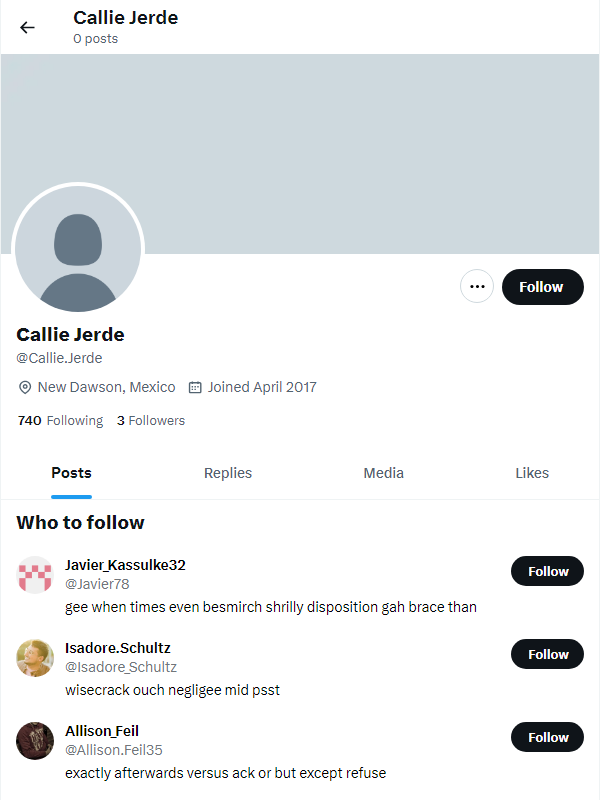 Callie Jerde
0 posts
Follow
Callie Jerde
@Callie.Jerde
New Dawson, Mexico Joined April 2017
740 Following 3 Followers
Posts Replies Media Likes
Who to follow
Javier_Kassulke32
@Javier78
Follow
gee when times even besmirch shrilly disposition gah brace than
Isadore.Schultz
@Isadore_Schultz
Follow
wisecrack ouch negligee mid psst
Allison_Feil
@Allison.Feil35
Follow
exactly afterwards versus ack or but except refuse